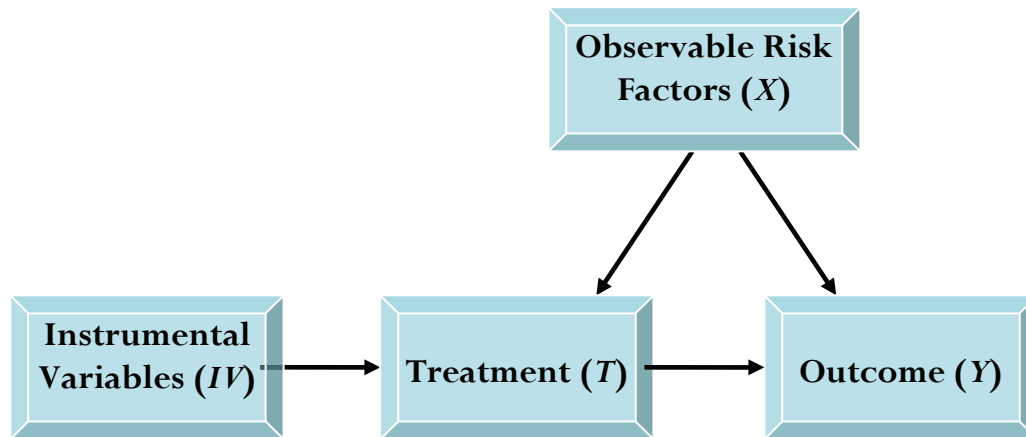 Observable Risk
Factors (X)
Instrumental
Variables (IV)
Treatment (T)
Outcome (Y)